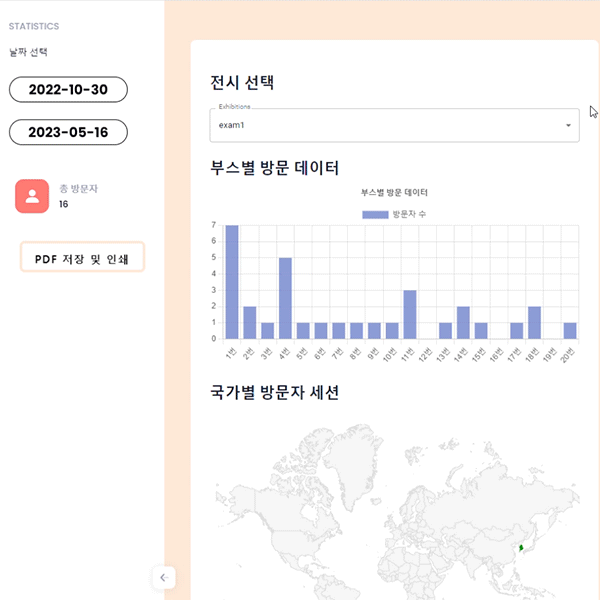 STATISTICS
날짜 선택
2022-10-30
2023-05-16
총 방문자
16
PDF 저장 및 인쇄
전시 선택
Exhibitions
exam1
부스별 방문 데이터
부스별 방문 데이터
방문자 수
7
6
5
4
3
2
1
0
1번
2번
3번
4번
5번
6번
7번
8번
9번
10번
11번
12번
13번
14번
15번
16번
17번
18번
19번
20번
국가별 방문자 세션